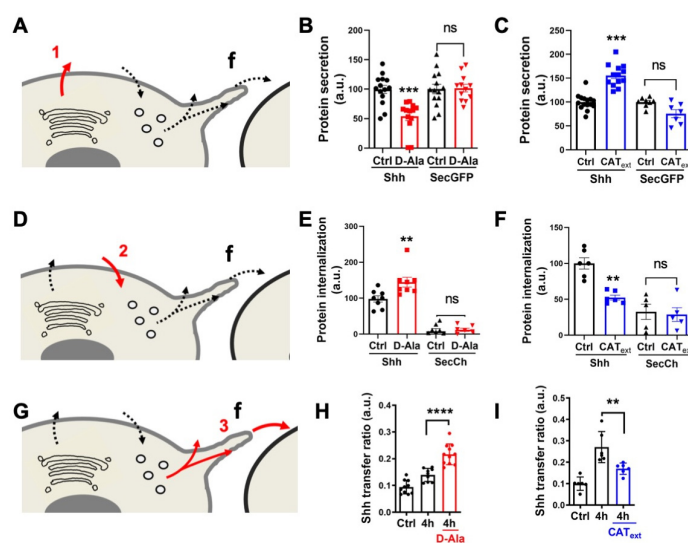 A
1
f
B
Protein secretion
(a.u.)
200
150
100
50
0
***
ns
Ctrl D-Ala Ctrl D-Ala
Shh SecGFP
C
Protein secretion
(a.u.)
250
200
150
100
50
0
***
ns
Ctrl CAText Ctrl CATex
Shh SecGFP
D
2
f
E
Protein internalization
(a.u.)
300
200
100
0
**
ns
Ctrl D-Ala Ctrl D-Ala
Shh SecCh
F
Protein internalization
(a.u.)
150
100
50
0
**
ns
Ctrl CAText Ctrl CATex
Shh SecCh
G
3
f
H
Shh transfer ratio (a.u.)
0.4
0.3
0.2
0.1
0.0
****
Ctrl 4h 4h
D-Ala
I
Shh transfer ratio (a.u.)
0.4
0.3
0.2
0.1
0.0
**
Ctrl 4h 4h
CAText